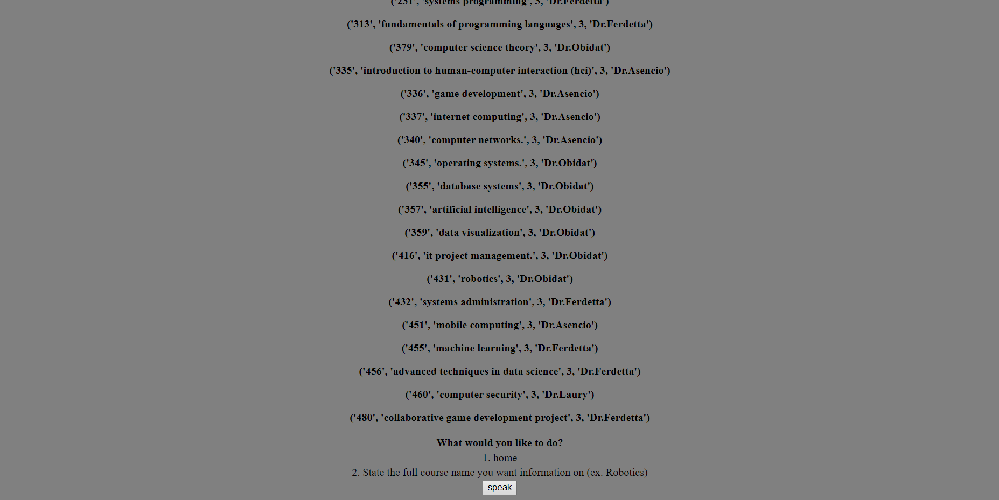 ('231', 'systems programming', 3, 'Dr.Ferdetta')
('313', 'fundamentals of programming languages', 3, 'Dr.Ferdetta')
('379', 'computer science theory', 3, 'Dr.Obidat')
('335', 'introduction to human-computer interaction (hci)', 3, 'Dr.Asencio')
('336', 'game development', 3, 'Dr.Asencio')
('337', 'internet computing', 3, 'Dr.Asencio')
('340', 'computer networks.', 3, 'Dr.Asencio')
('345', 'operating systems.', 3, 'Dr.Obidat')
('355', 'database systems', 3, 'Dr.Obidat')
('357', 'artificial intelligence', 3, 'Dr.Obidat')
('359', 'data visualization', 3, 'Dr.Obidat')
('416', 'it project management.', 3, 'Dr.Obidat')
('431', 'robotics', 3, 'Dr.Obidat')
('432', 'systems administration', 3, 'Dr.Ferdetta')
('451', 'mobile computing', 3, 'Dr.Asencio')
('455', 'machine learning', 3, 'Dr.Ferdetta')
('456', 'advanced techniques in data science', 3, 'Dr.Ferdetta')
('460', 'computer security', 3, 'Dr.Laury')
('480', 'collaborative game development project', 3, 'Dr.Ferdetta')
What would you like to do?
1. home
2. State the full course name you want information on (ex. Robotics)
speak